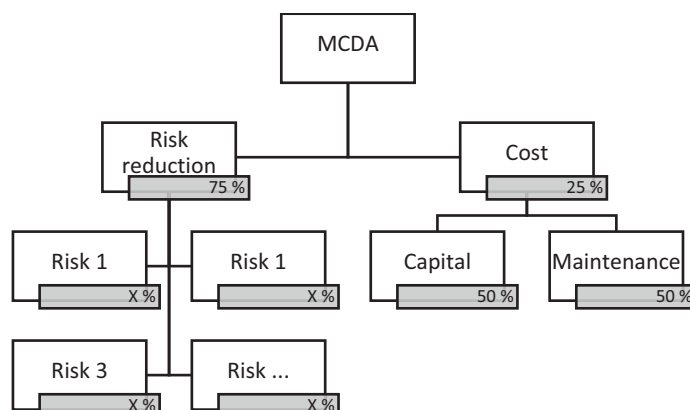 MCDA
Risk
reduction
75 %
Cost
25 %
Risk 1
X %
Risk 1
X %
Capital
50 %
Maintenance
50 %
Risk 3
X %
Risk ...
X %